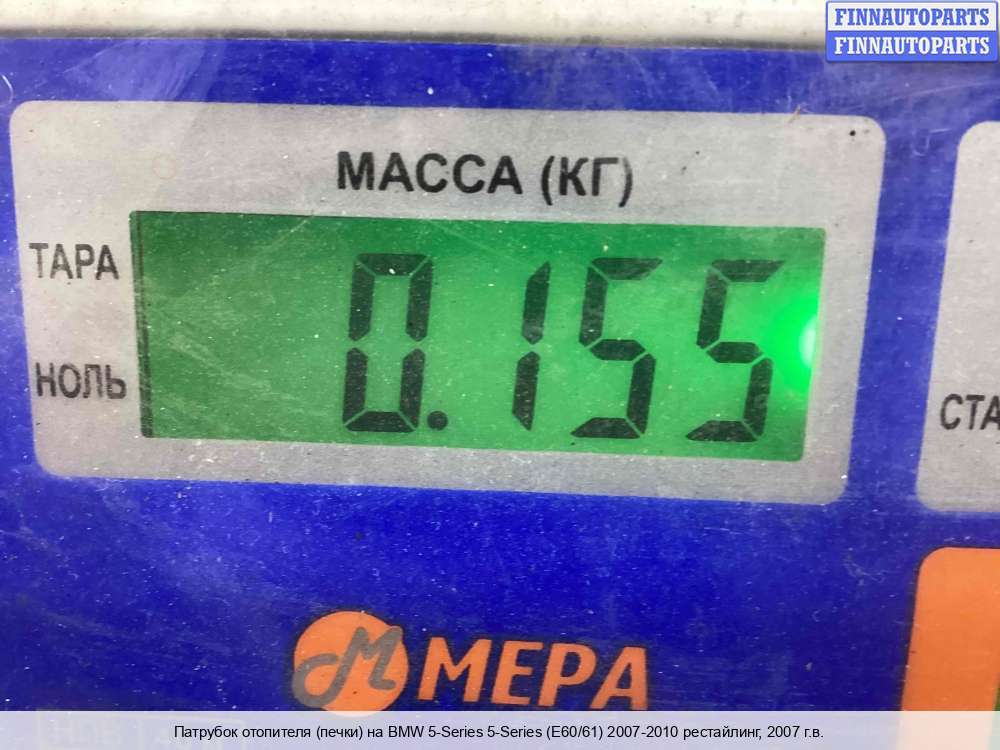 FINNAUTOPARTS
FINNAUTOPARTS
МАССА (КГ)
ТАРА
0.155
НОЛЬ
СТА
МЕРА
Патрубок отопителя (печки) на BMW 5-Series 5-Series (E60/61) 2007-2010 рестайлинг, 2007 г.в.